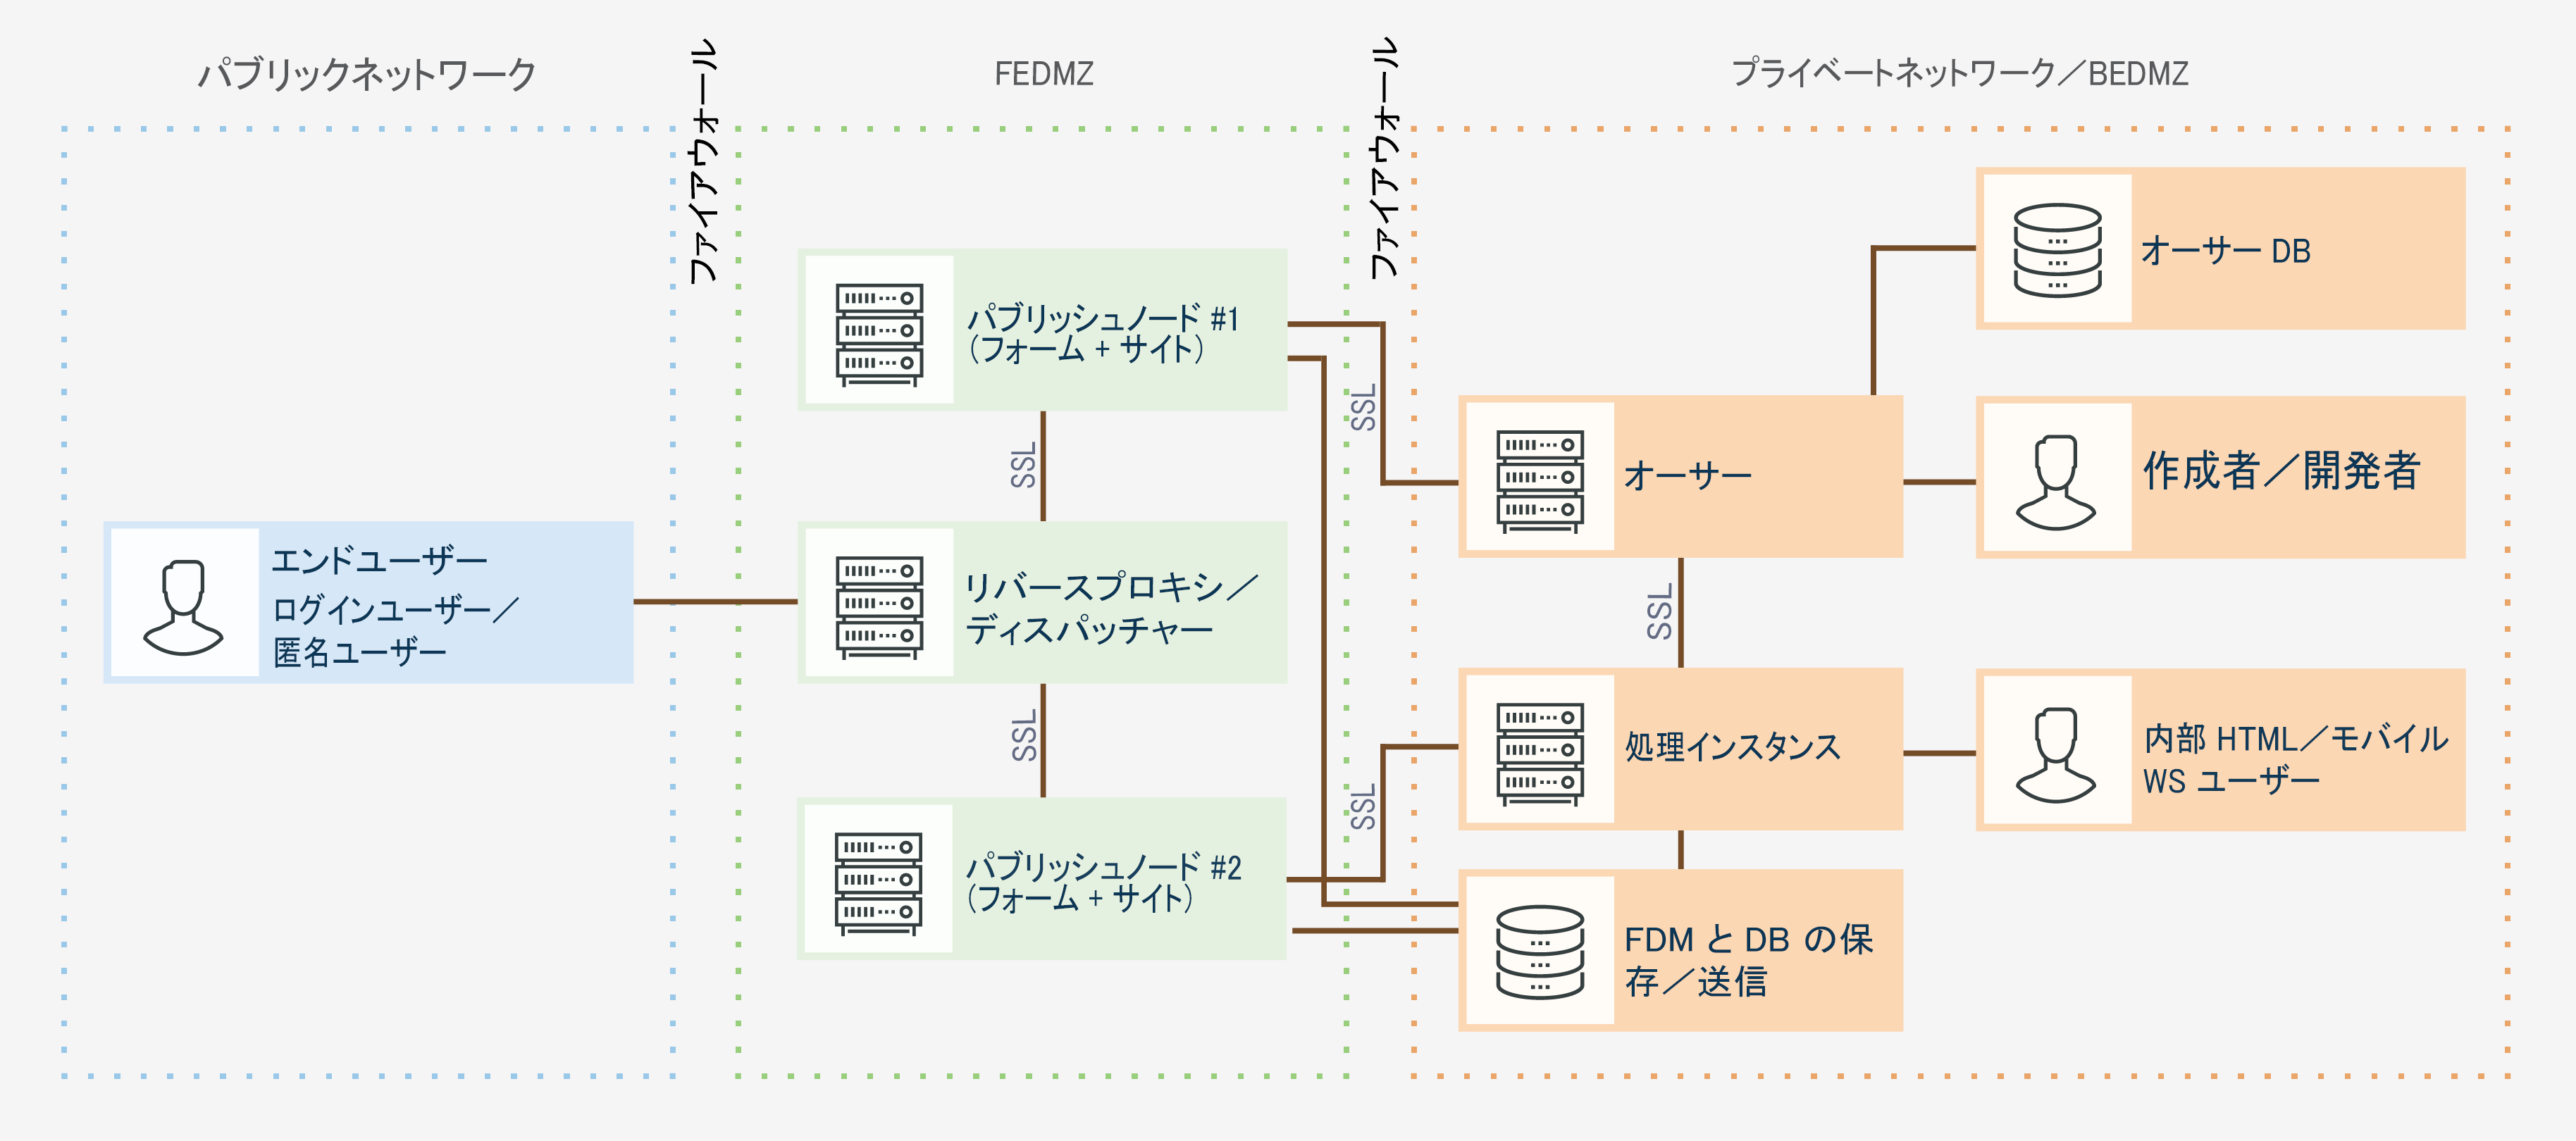 パブリックネットワーク
ファイアウォール
FEDMZ
ファイアウォール
プライベートネットワーク／BEDMZ
エンドユーザー
ログインユーザー／
匿名ユーザー
パブリッシュノード #1
（フォーム + サイト）
SSL
リバースプロキシ／
ディスパッチャー
SSL
パブリッシュノード #2
（フォーム + サイト）
SSL
SSL
オーサー DB
オーサー
作成者／開発者
SSL
処理インスタンス
内部 HTML／モバイル
WS ユーザー
FDM と DB の保
存／送信